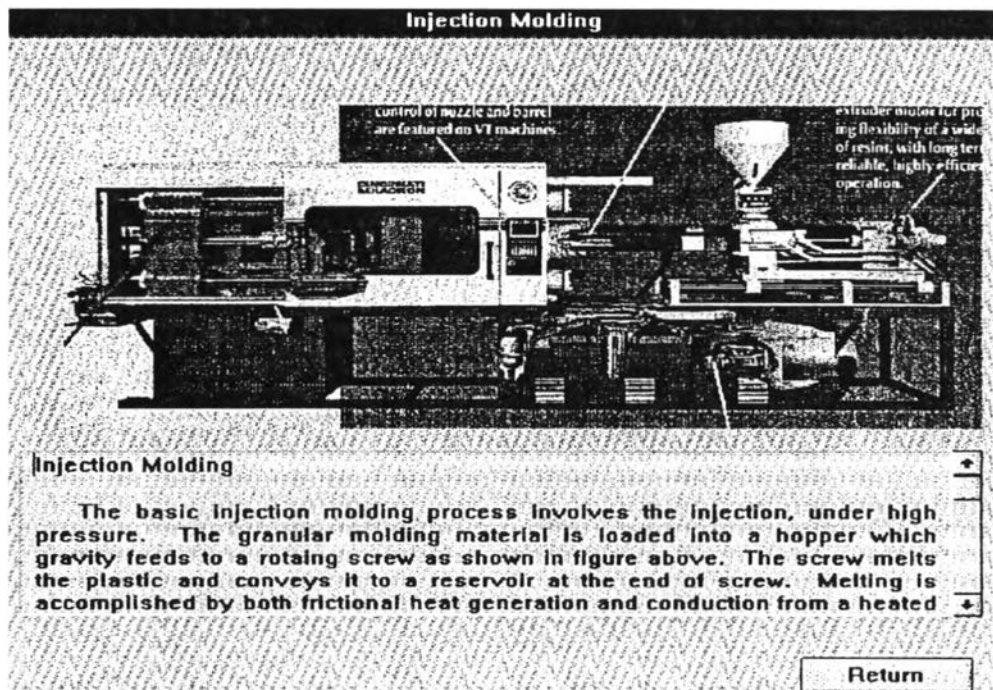 Injection Molding
control of nozzle and barrel
are featured on VT machines
extruder motor for pro
ing flexibility of a wide
of resins, with long ter
reliable, highly efficie
operation.
CINCINNATI
MILACRON
Injection Molding
The basic injection molding process involves the injection, under high
pressure. The granular molding material is loaded into a hopper which
gravity feeds to a rotaing screw as shown in figure above. The screw melts
the plastic and conveys it to a reservoir at the end of screw. Melting is
accomplished by both frictional heat generation and conduction from a heated
Return